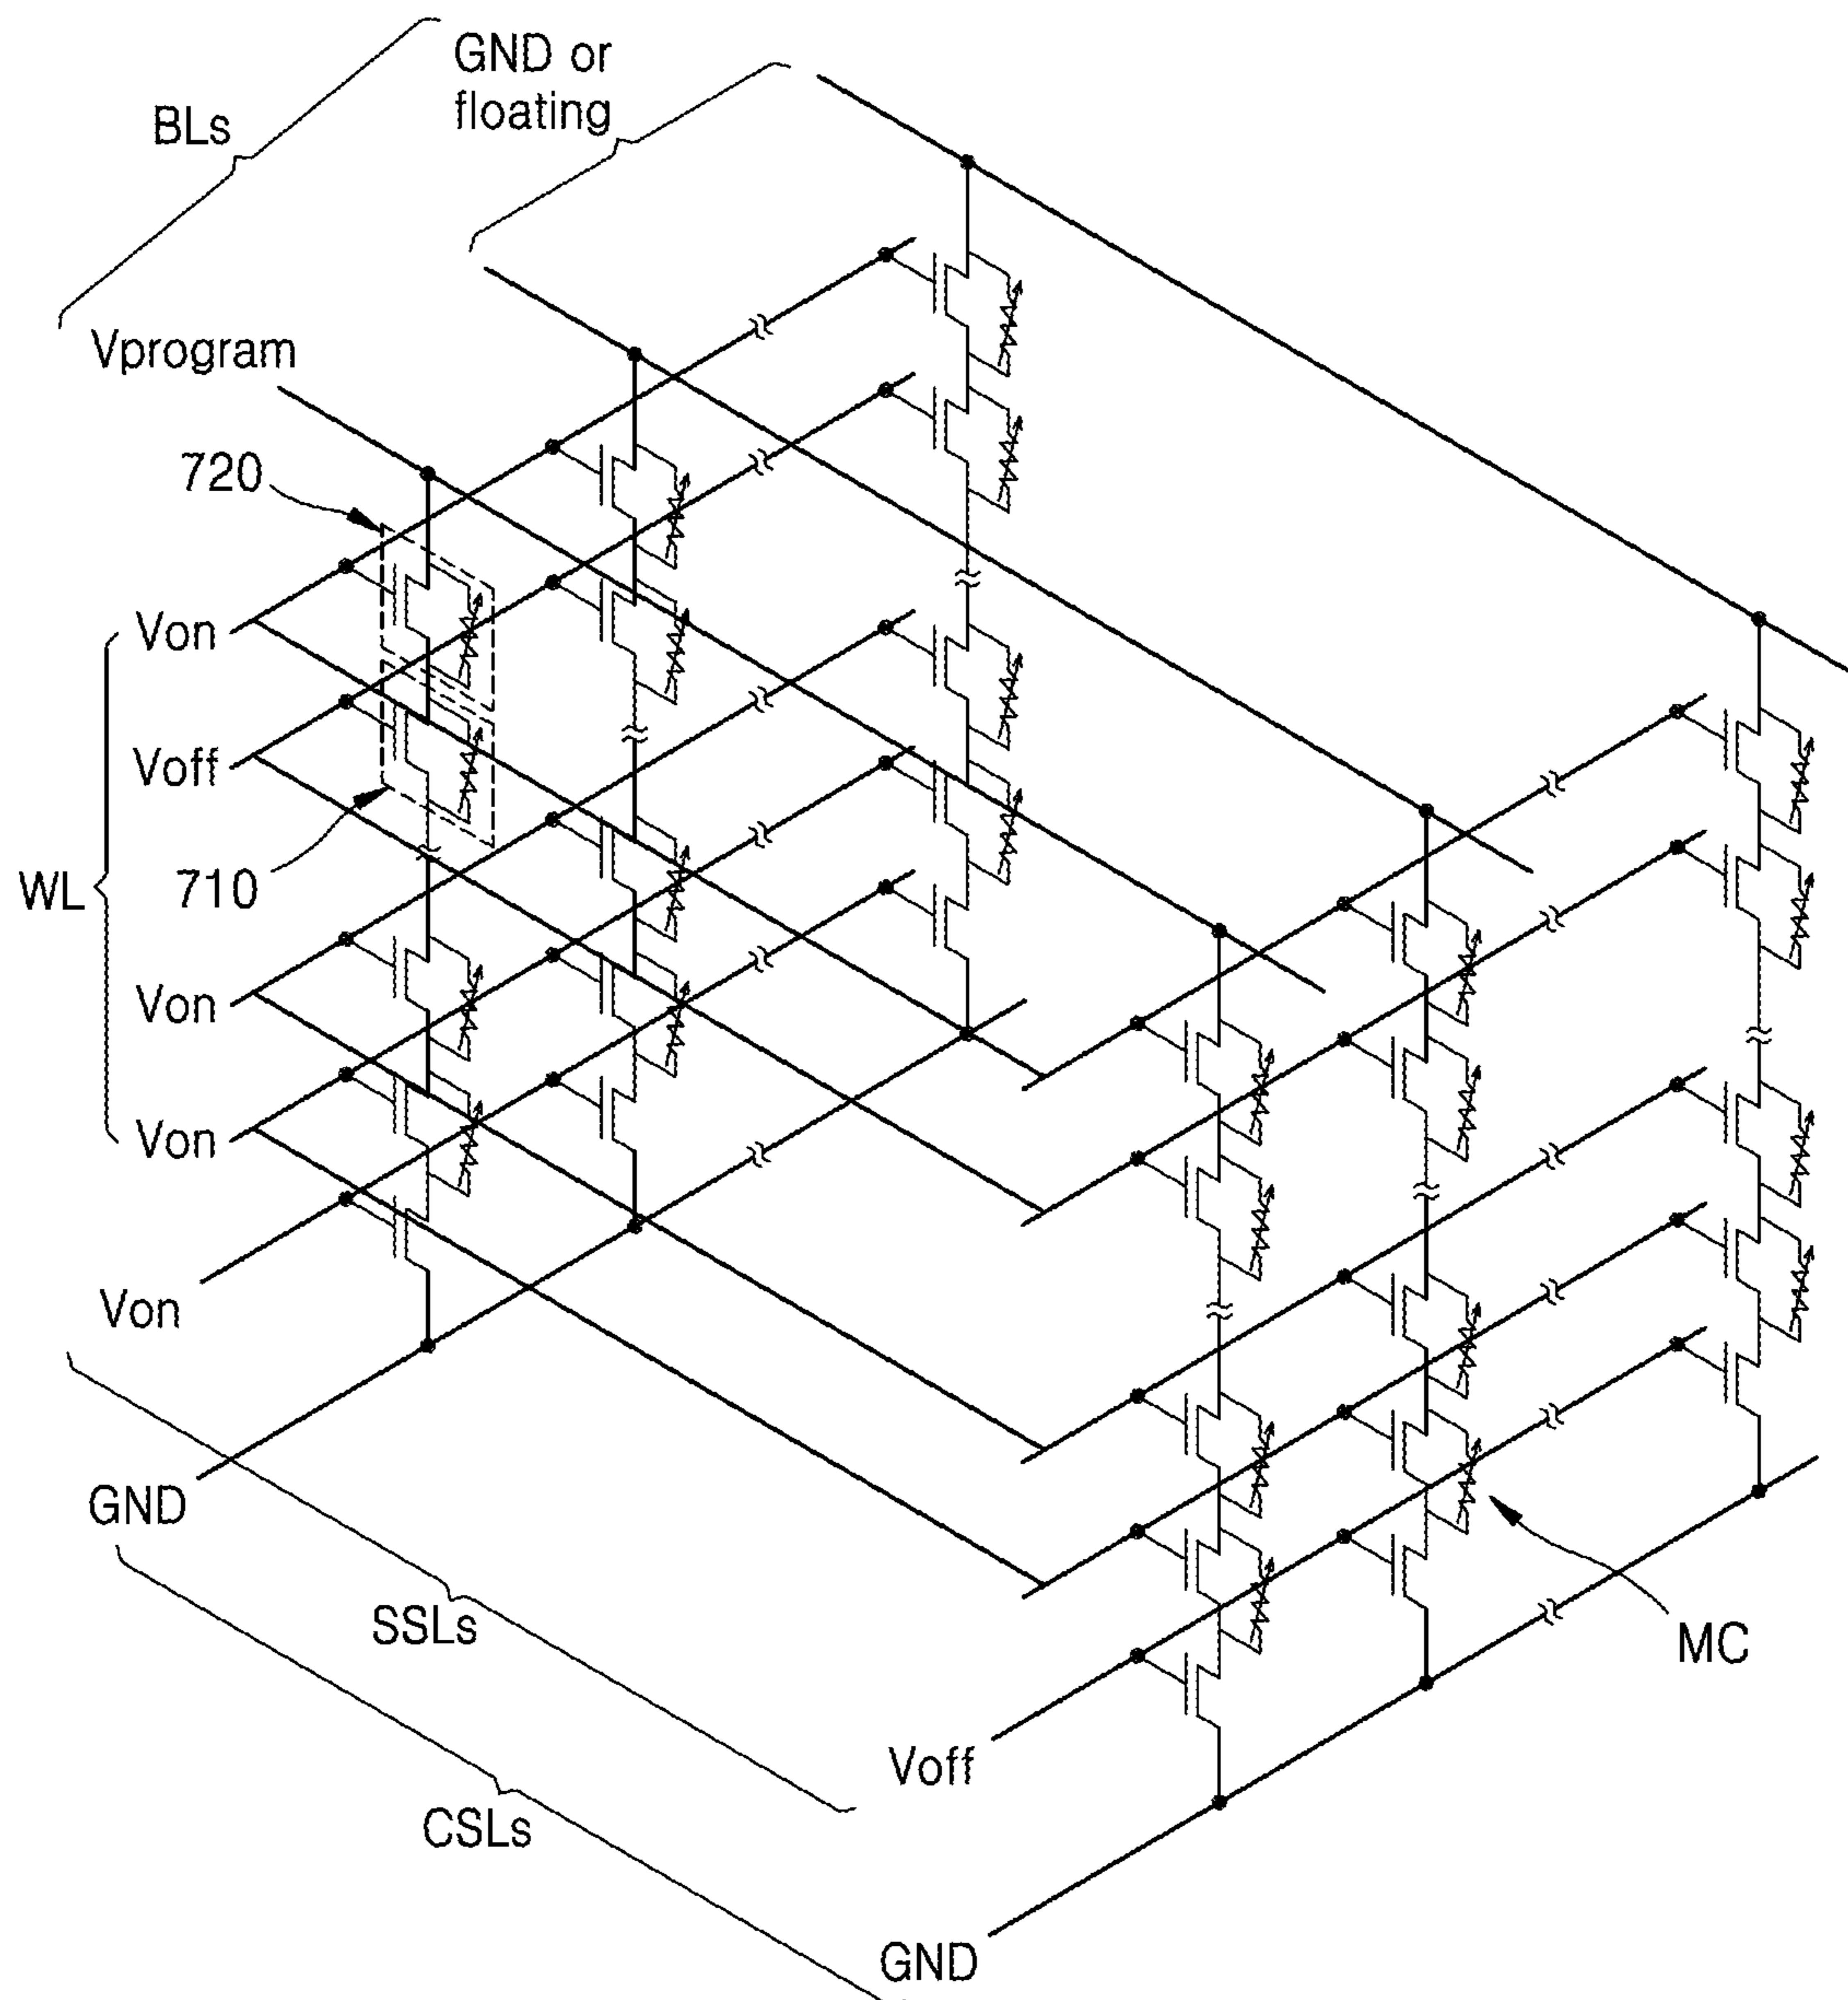 GND or
floating
BLs
Vprogram
720
Von
Voff
710
WL
Von
Von
Von
GND
SSLs
MC
Voff
CSLs
GND